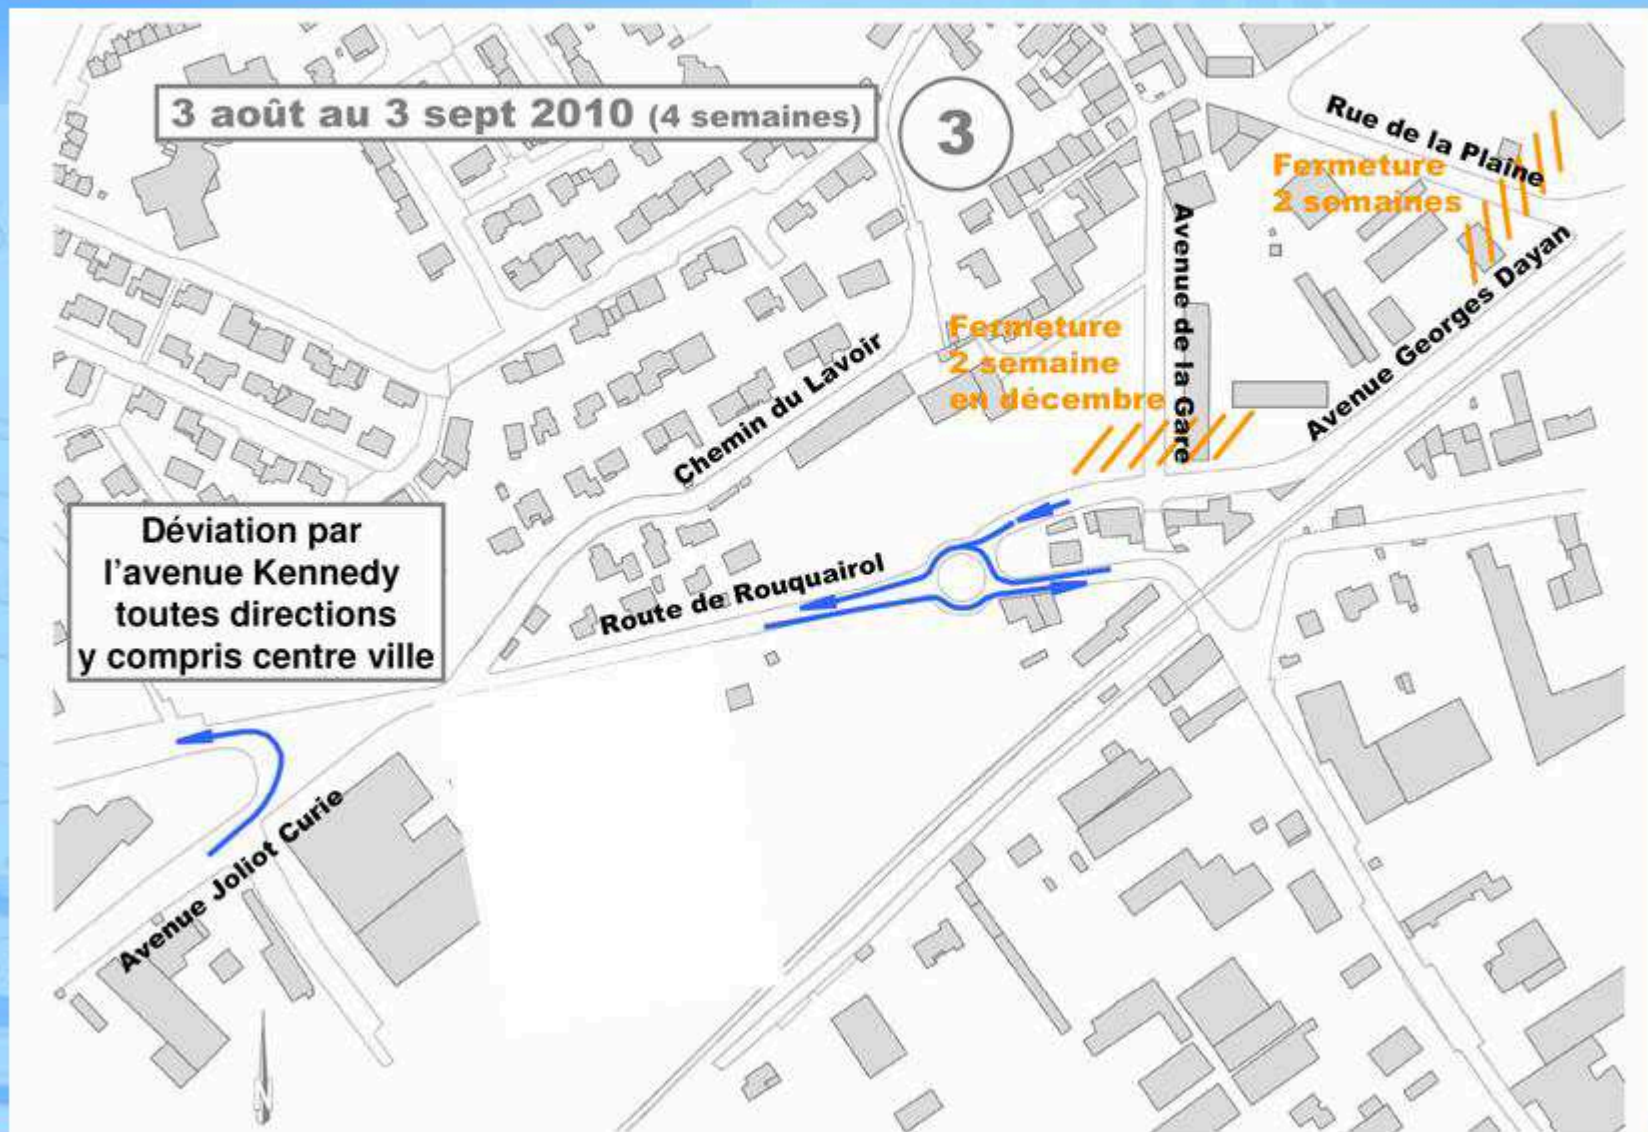 3 août au 3 sept 2010 (4 semaines)
3
Rue de la Plaine
Fermeture
2 semaines
Avenue de la Gare
Avenue Georges Dayan
Fermeture
2 semaine
en décembre
Chemin du Lavoir
Déviation par
l'avenue Kennedy
toutes directions
y compris centre ville
Route de Rouquairol
Avenue Joliot Curie
N